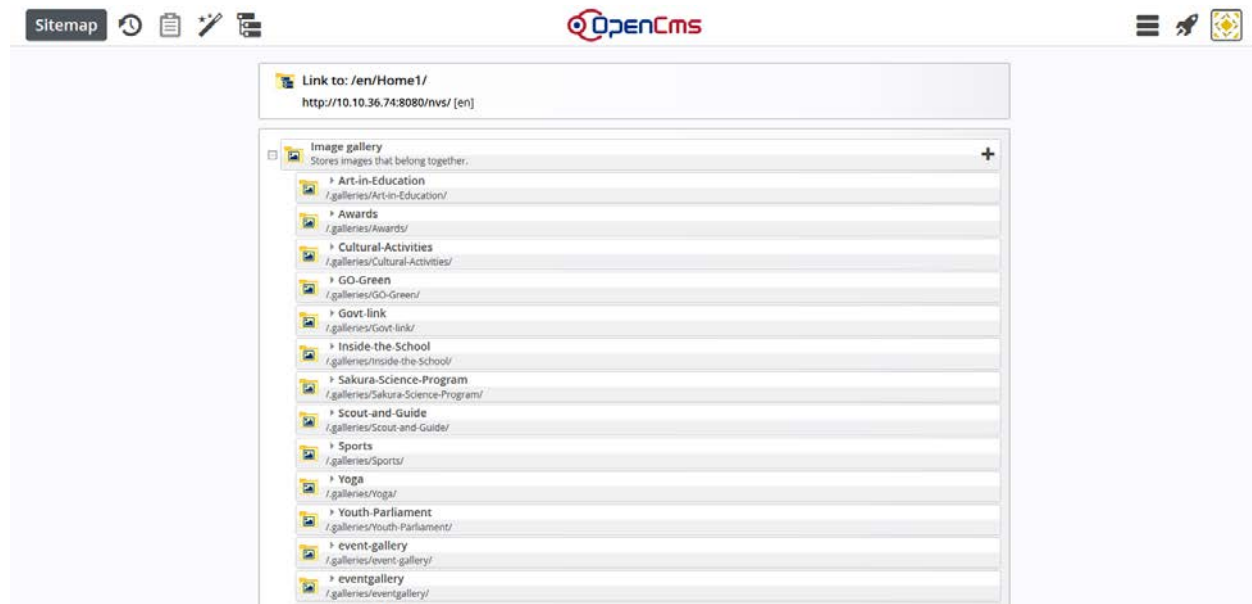 Sitemap
OpenCms
Link to: /en/Home1/
http://10.10.36.74:8080/nvs/ [en]
Image gallery
Stores images that belong together.
Art-in-Education
/.galleries/Art-in-Education/
Awards
/.galleries/Awards/
Cultural-Activities
/.galleries/Cultural-Activities/
GO-Green
/.galleries/GO-Green/
Govt-link
/.galleries/Govt-link/
Inside-the-School
/.galleries/Inside-the-School/
Sakura-Science-Program
/.galleries/Sakura-Science-Program/
Scout-and-Guide
/.galleries/Scout-and-Guide/
Sports
/.galleries/Sports/
Yoga
/.galleries/Yoga/
Youth-Parliament
/.galleries/Youth-Parliament/
event-gallery
/.galleries/event-gallery/
eventgallery
/.galleries/eventgallery/